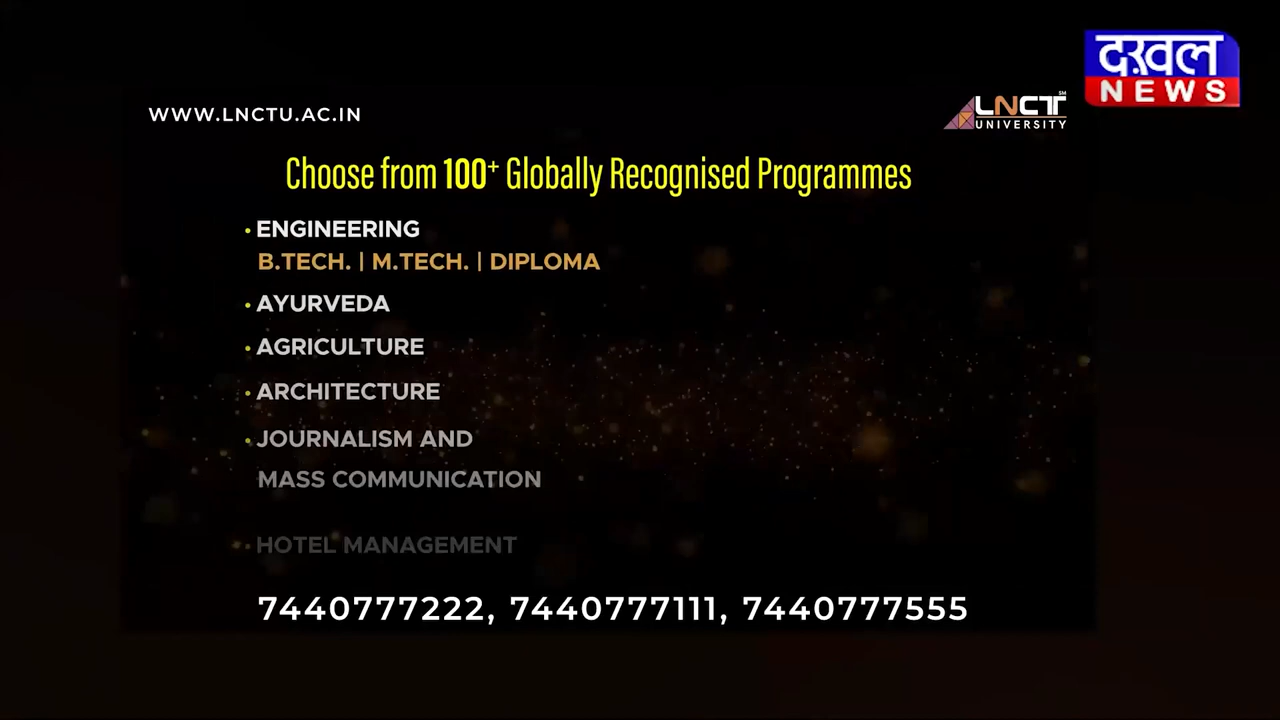 दख़ल
NEWS
WWW.LNCTU.AC.IN
LNCT SM
UNIVERSITY
Choose from 100+ Globally Recognised Programmes
• ENGINEERING
B.TECH. | M.TECH. | DIPLOMA
• AYURVEDA
• AGRICULTURE
• ARCHITECTURE
• JOURNALISM AND
MASS COMMUNICATION
• HOTEL MANAGEMENT
7440777222, 7440777111, 7440777555